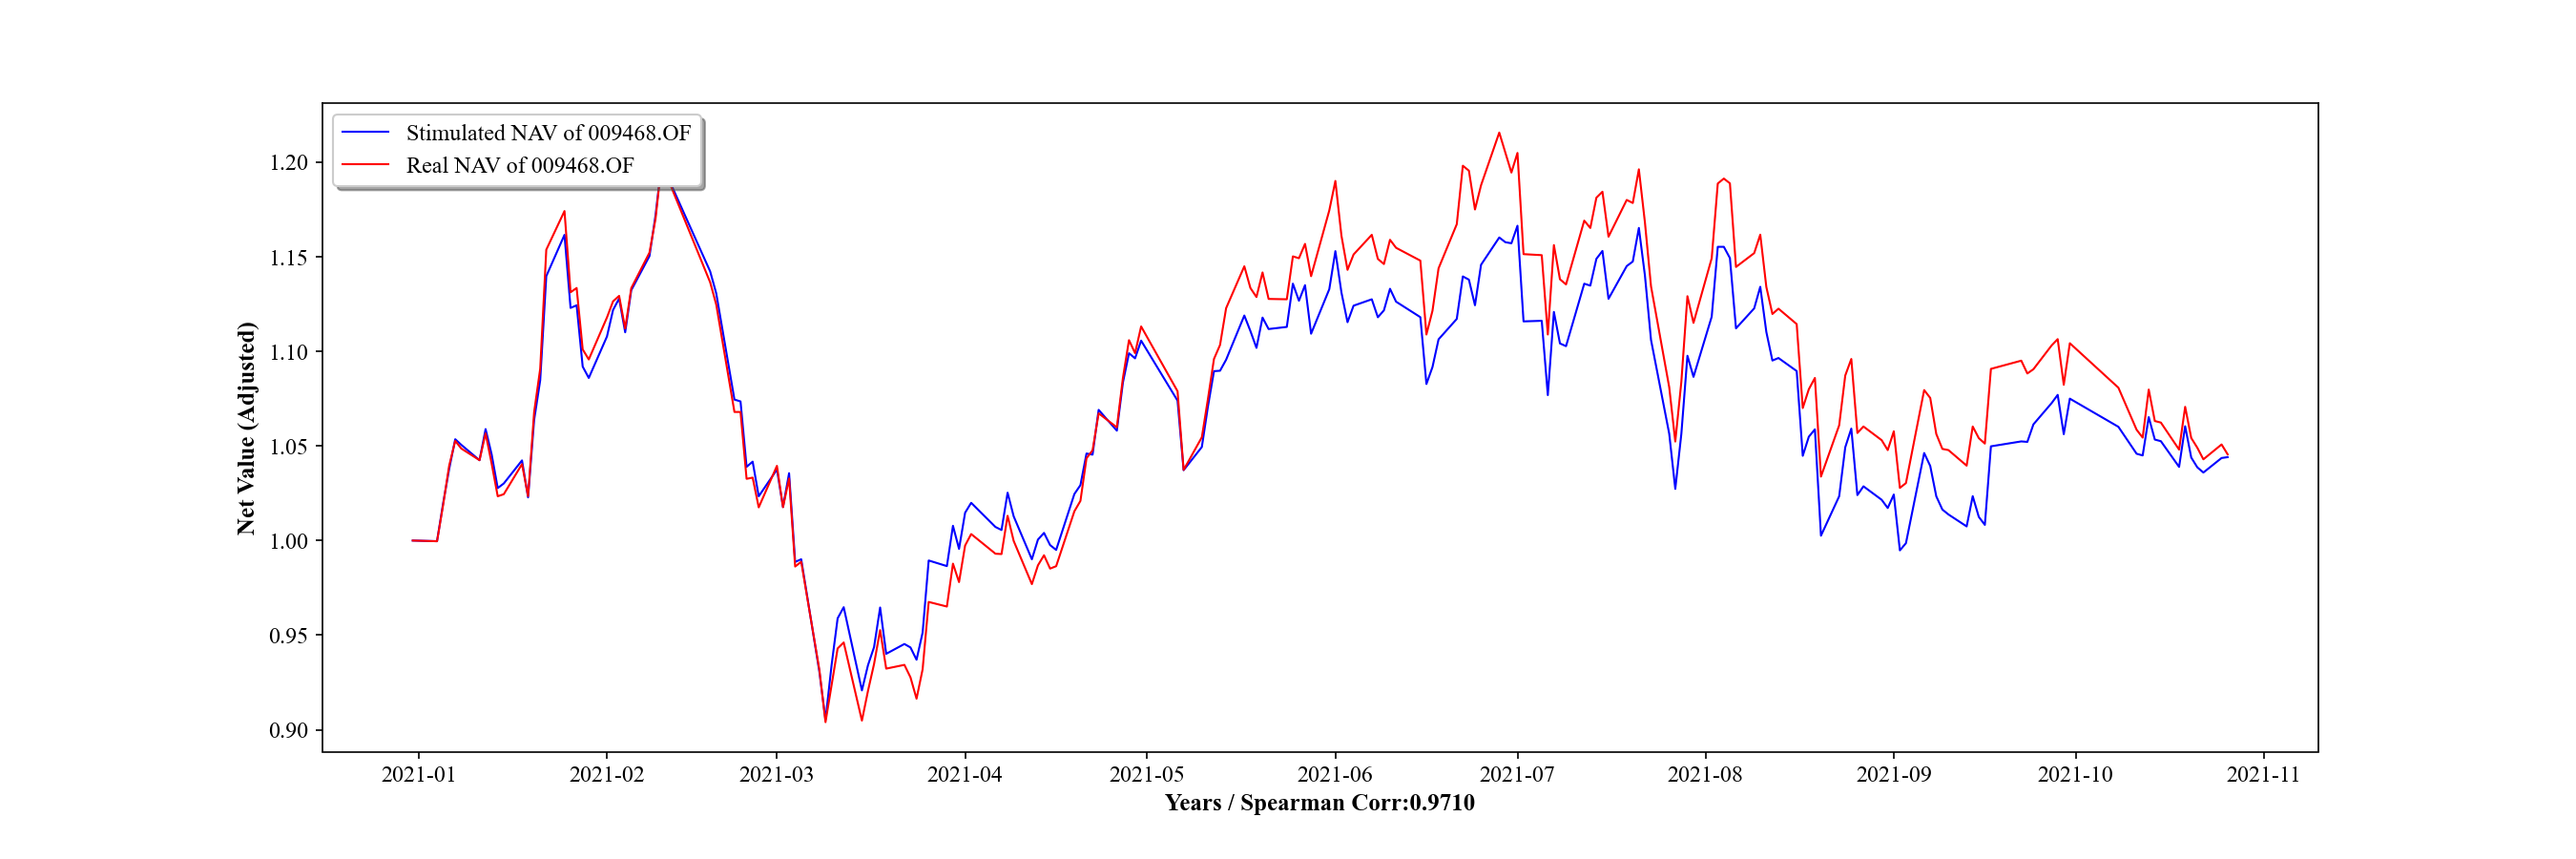 Stimulated NAV of 009468.OF
Real NAV of 009468.OF
Net Value (Adjusted)
1.20
1.15
1.10
1.05
1.00
0.95
0.90
2021-01 2021-02 2021-03 2021-04 2021-05 2021-06 2021-07 2021-08 2021-09 2021-10 2021-11
Years / Spearman Corr:0.9710